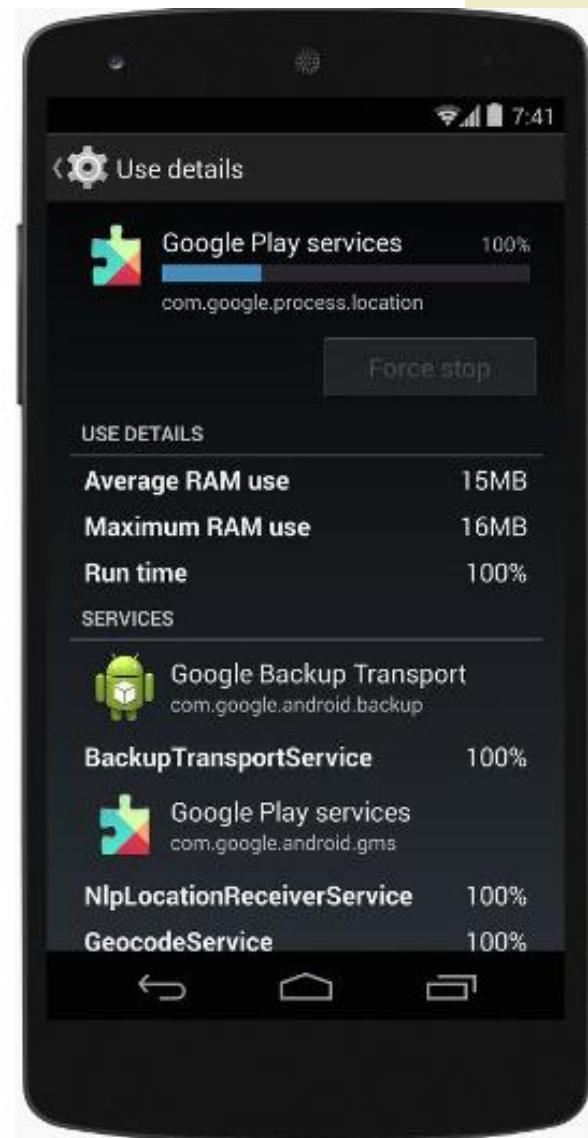 7:41
Use details
Google Play services 100%
com.google.process.location
Force stop
USE DETAILS
Average RAM use 15MB
Maximum RAM use 16MB
Run time 100%
SERVICES
Google Backup Transport
com.google.android.backup
BackupTransportService 100%
Google Play services
com.google.android.gms
NlpLocationReceiverService 100%
GeocodeService 100%